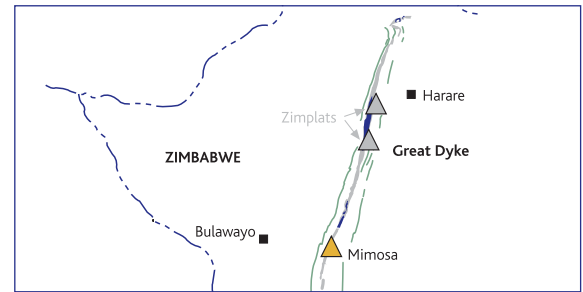 Harare
Zimplats
Great Dyke
ZIMBABWE
Bulawayo
Mimosa